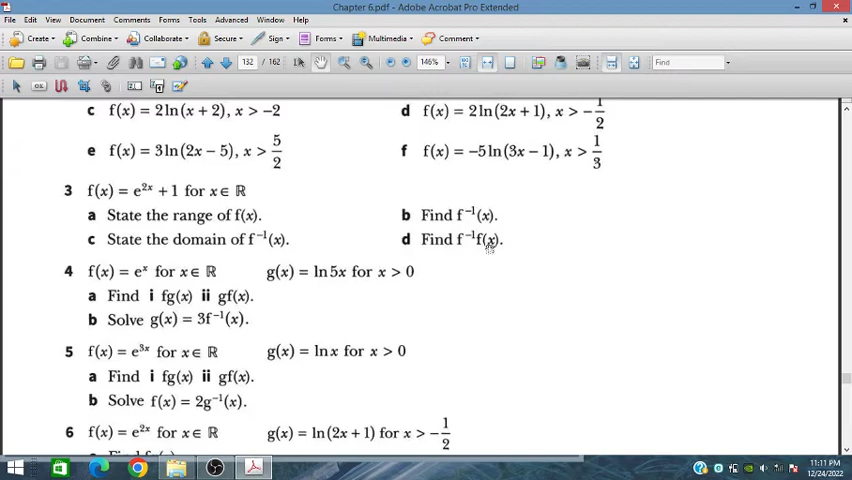 Chapter 6.pdf - Adobe Acrobat Pro Extended
File Edit View Document Comments Forms Tools Advanced Window Help
Create Combine Collaborate Secure Sign Forms Multimedia Comment
132 / 162 146% Find
c f(x) = 2ln(x + 2), x > −2 d f(x) = 2ln(2x + 1), x > −1/2
e f(x) = 3ln(2x − 5), x > 5/2 f f(x) = −5ln(3x − 1), x > 1/3
3 f(x) = e²ˣ + 1 for x ∈ ℝ
a State the range of f(x). b Find f⁻¹(x).
c State the domain of f⁻¹(x). d Find f⁻¹f(x).
4 f(x) = eˣ for x ∈ ℝ g(x) = ln 5x for x > 0
a Find i fg(x) ii gf(x).
b Solve g(x) = 3f⁻¹(x).
5 f(x) = e³ˣ for x ∈ ℝ g(x) = ln x for x > 0
a Find i fg(x) ii gf(x).
b Solve f(x) = 2g⁻¹(x).
6 f(x) = e²ˣ for x ∈ ℝ g(x) = ln(2x + 1) for x > −1/2
11:11 PM
12/24/2022